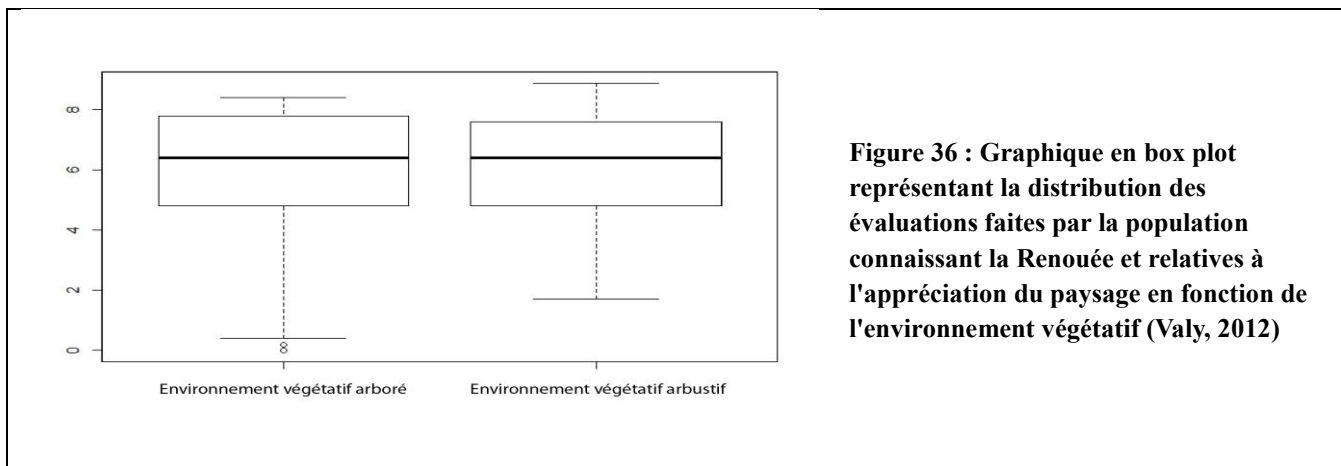 8
6
4
2
0
Environnement végétatif arboré
Environnement végétatif arbustif
Figure 36 : Graphique en box plot
représentant la distribution des
évaluations faites par la population
connaissant la Renouée et relatives à
l'appréciation du paysage en fonction de
l'environnement végétatif (Valy, 2012)